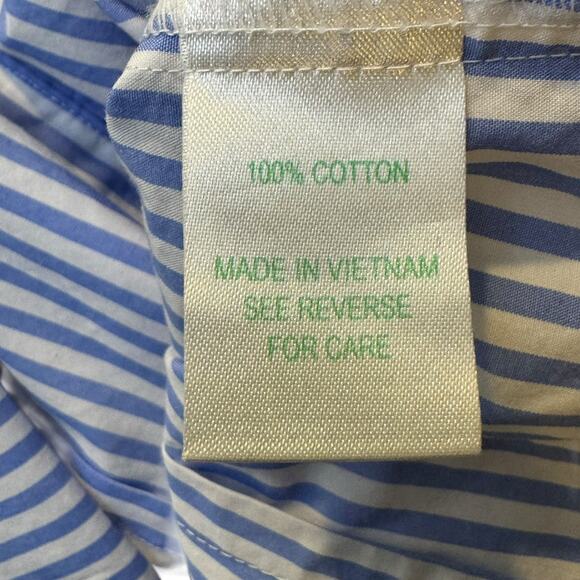 100% COTTON
MADE IN VIETNAM
SEE REVERSE
FOR CARE